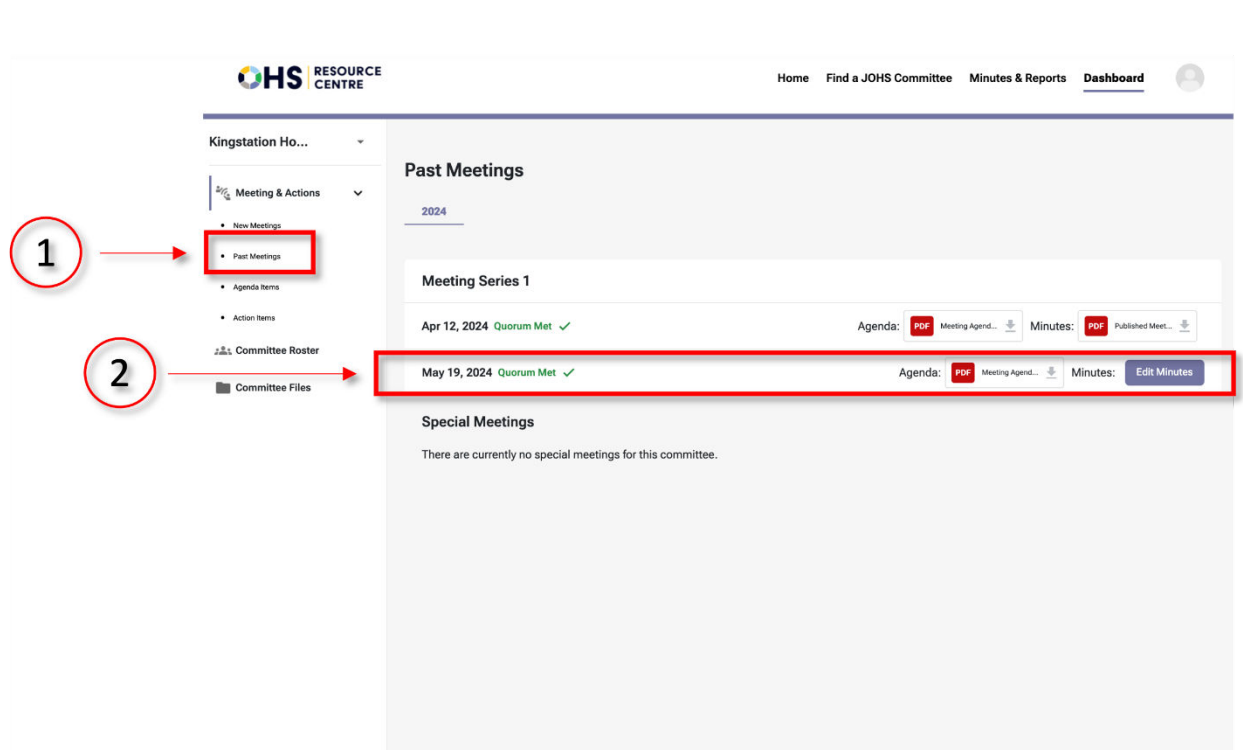 OHS RESOURCE CENTRE
Home Find a JOHS Committee Minutes & Reports Dashboard
Kingstation Ho...
Past Meetings
Meeting & Actions
2024
New Meetings
1
Past Meetings
Meeting Series 1
Agenda Items
Action Items
Apr 12, 2024 Quorum Met Agenda: PDF Meeting Agend... Minutes: PDF Published Meet...
Committee Roster
2
May 19, 2024 Quorum Met Agenda: PDF Meeting Agend... Minutes: Edit Minutes
Committee Files
Special Meetings
There are currently no special meetings for this committee.